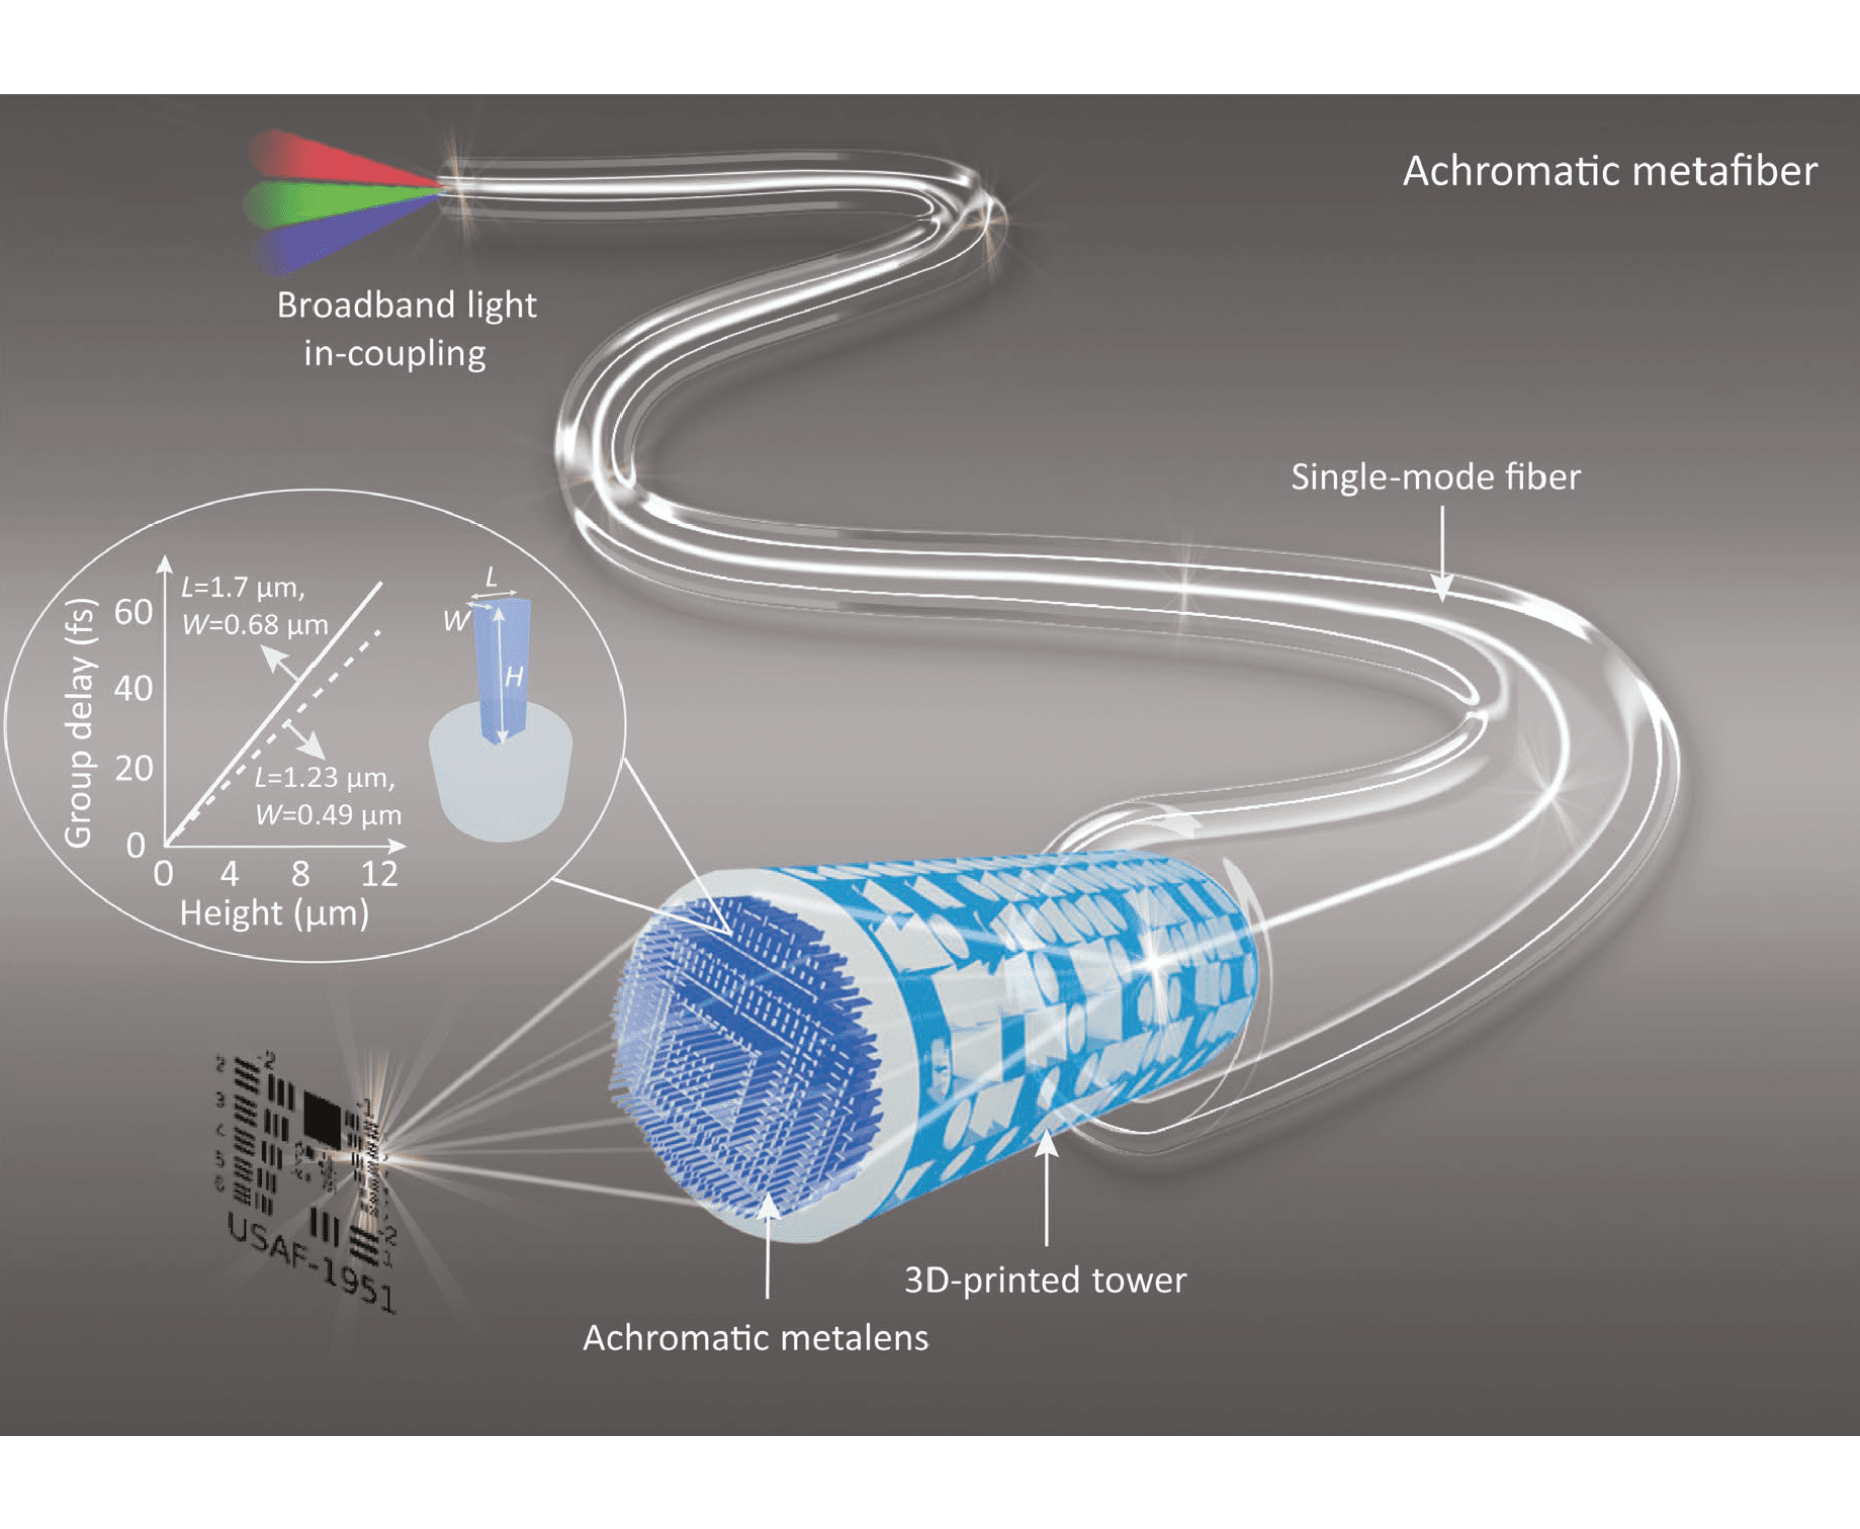 Achromatic metafiber
Broadband light
in-coupling
Single-mode fiber
Group delay (fs)
60
40
20
0
L=1.7 μm,
W=0.68 μm
L=1.23 μm,
W=0.49 μm
0 4 8 12
Height (μm)
L
W
H
2
-2
3
5
6
-1
-2
1
USAF-1951
3D-printed tower
Achromatic metalens